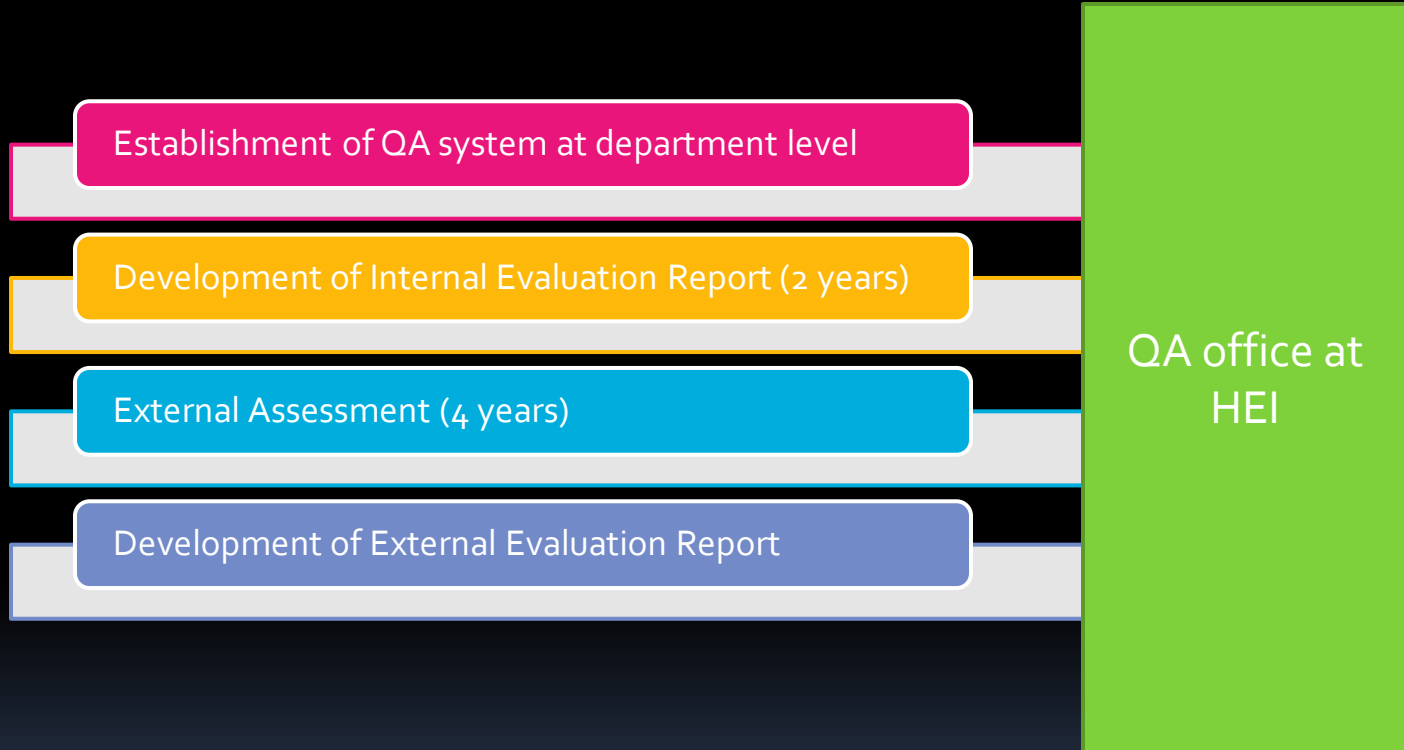 Establishment of QA system at department level
Development of Internal Evaluation Report (2 years)
External Assessment (4 years)
Development of External Evaluation Report
QA office at
HEI